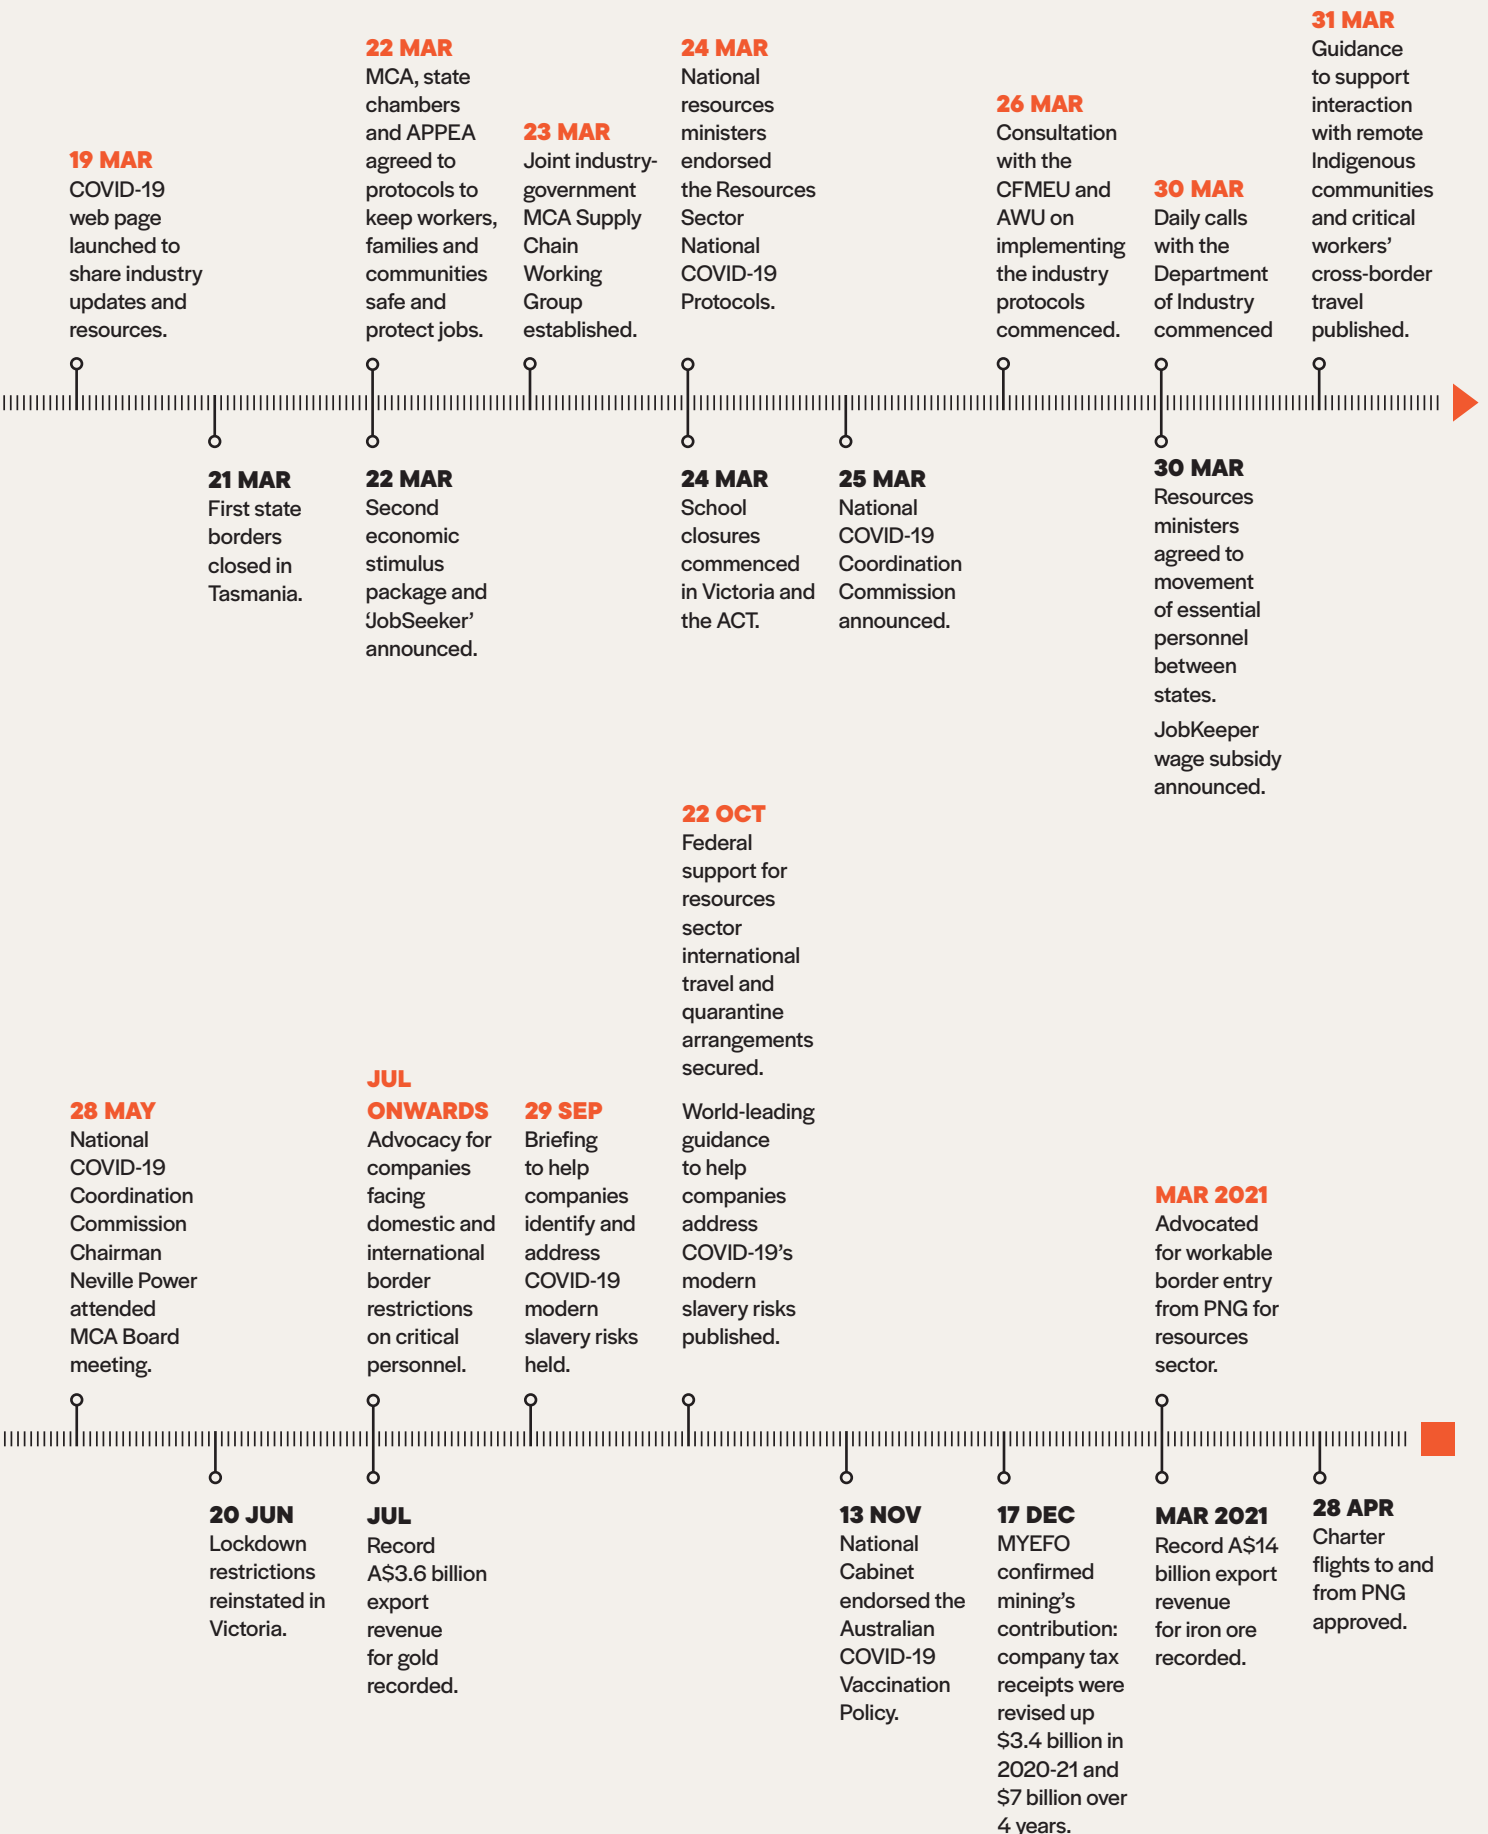 19 MAR
COVID-19
web page
launched to
share industry
updates and
resources.
22 MAR
MCA, state
chambers
and APPEA
agreed to
protocols to
keep workers,
families and
communities
safe and
protect jobs.
23 MAR
Joint industry-
government
MCA Supply
Chain
Working
Group
established.
24 MAR
National
resources
ministers
endorsed
the Resources
Sector
National
COVID-19
Protocols.
26 MAR
Consultation
with the
CFMEU and
AWU on
implementing
the industry
protocols
commenced.
30 MAR
Daily calls
with the
Department
of Industry
commenced
31 MAR
Guidance
to support
interaction
with remote
Indigenous
communities
and critical
workers’
cross-border
travel
published.
21 MAR
First state
borders
closed in
Tasmania.
22 MAR
Second
economic
stimulus
package and
‘JobSeeker’
announced.
24 MAR
School
closures
commenced
in Victoria and
the ACT.
25 MAR
National
COVID-19
Coordination
Commission
announced.
30 MAR
Resources
ministers
agreed to
movement
of essential
personnel
between
states.
JobKeeper
wage subsidy
announced.
28 MAY
National
COVID-19
Coordination
Commission
Chairman
Neville Power
attended
MCA Board
meeting.
JUL
ONWARDS
Advocacy for
companies
facing
domestic and
international
border
restrictions
on critical
personnel.
29 SEP
Briefing
to help
companies
identify and
address
COVID-19
modern
slavery risks
held.
22 OCT
Federal
support for
resources
sector
international
travel and
quarantine
arrangements
secured.
World-leading
guidance
to help
companies
address
COVID-19’s
modern
slavery risks
published.
MAR 2021
Advocated
for workable
border entry
from PNG for
resources
sector.
20 JUN
Lockdown
restrictions
reinstated in
Victoria.
JUL
Record
A$3.6 billion
export
revenue
for gold
recorded.
13 NOV
National
Cabinet
endorsed the
Australian
COVID-19
Vaccination
Policy.
17 DEC
MYEFO
confirmed
mining’s
contribution:
company tax
receipts were
revised up
$3.4 billion in
2020-21 and
$7 billion over
4 years.
MAR 2021
Record A$14
billion export
revenue
for iron ore
recorded.
28 APR
Charter
flights to and
from PNG
approved.